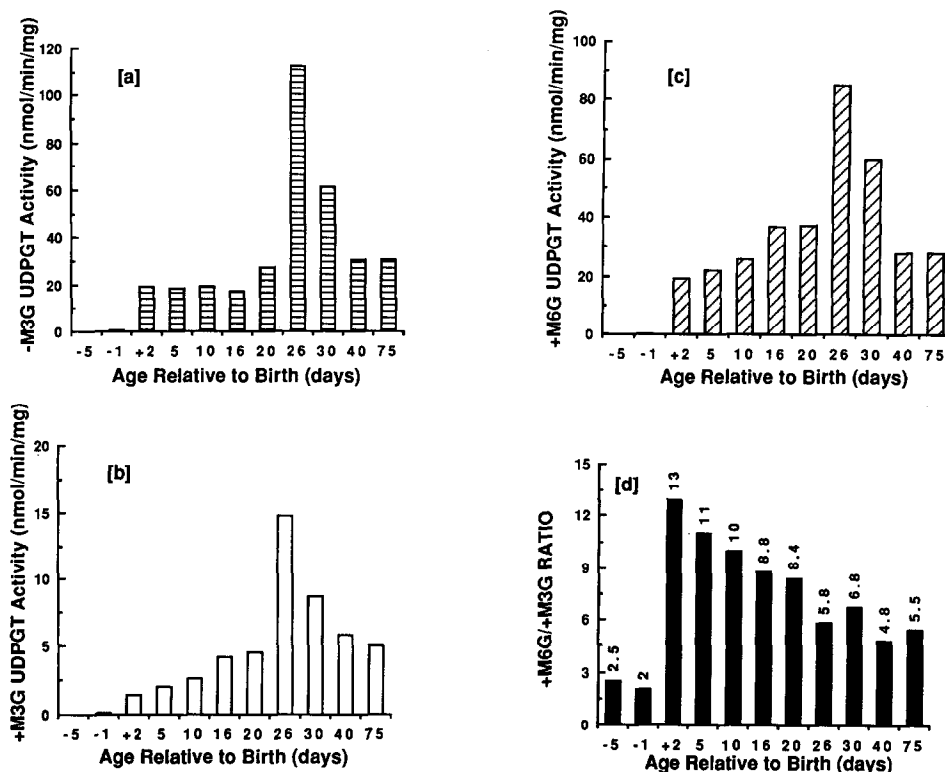 [a]
-M3G UDPGT Activity (nmol/min/mg)
120
100
80
60
40
20
0
-5 -1 +2 5 10 16 20 26 30 40 75
Age Relative to Birth (days)
[c]
+M6G UDPGT Activity (nmol/min/mg)
100
80
60
40
20
0
-5 -1 +2 5 10 16 20 26 30 40 75
Age Relative to Birth (days)
[b]
+M3G UDPGT Activity (nmol/min/mg)
20
15
10
5
0
-5 -1 +2 5 10 16 20 26 30 40 75
Age Relative to Birth (days)
[d]
+M6G/+M3G RATIO
15
12
9
6
3
0
2.5 2 13 11 10 8.8 8.4 5.8 6.8 4.8 5.5
-5 -1 +2 5 10 16 20 26 30 40 75
Age Relative to Birth (days)